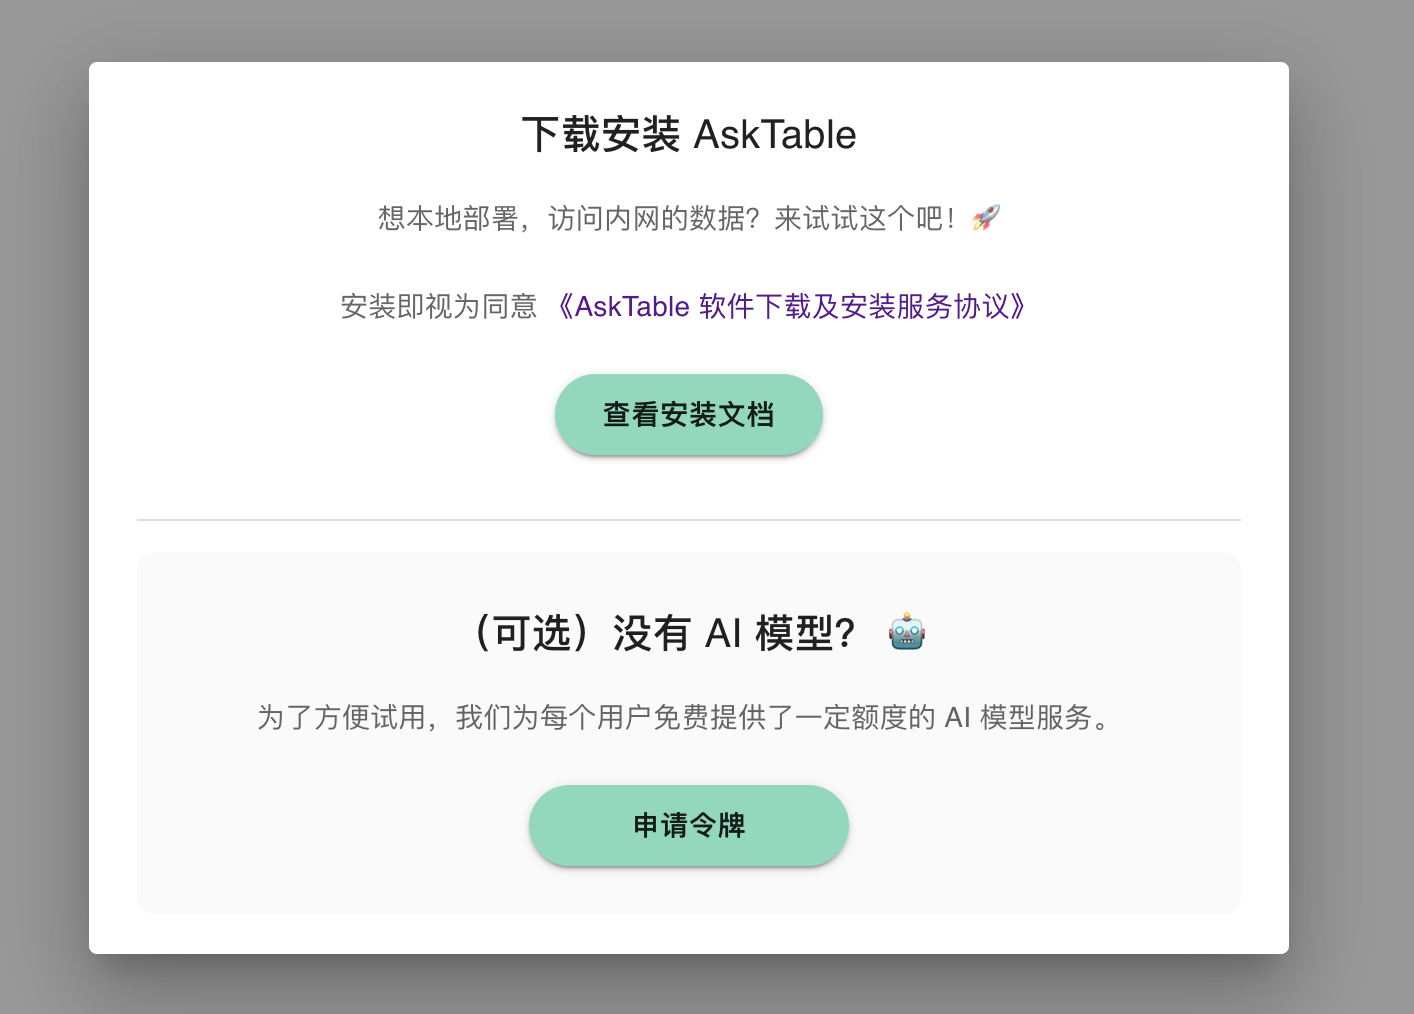 下载安装 AskTable
想本地部署，访问内网的数据？来试试这个吧！🚀
安装即视为同意《AskTable 软件下载及安装服务协议》
查看安装文档
（可选）没有 AI 模型？ 🤖
为了方便试用，我们为每个用户免费提供了一定额度的 AI 模型服务。
申请令牌